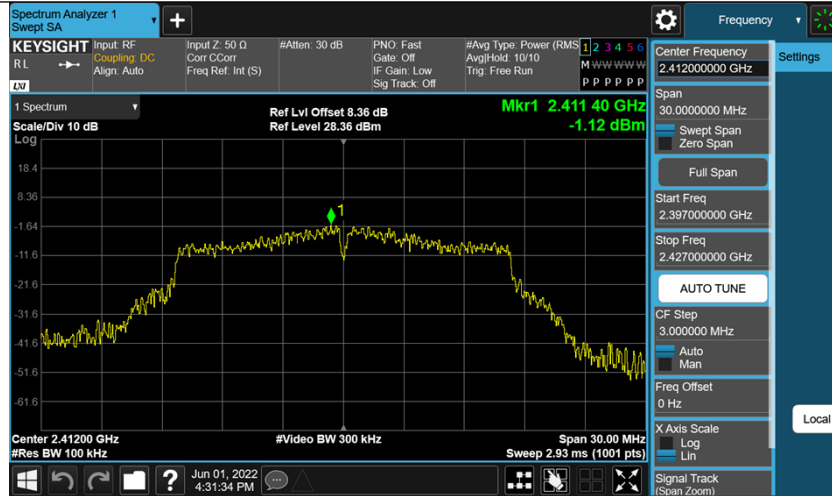 Spectrum Analyzer 1
Swept SA
Frequency
KEYSIGHT
RL
LXI
Input: RF
Coupling: DC
Align: Auto
Input Z: 50 Ω
Corr CCorr
Freq Ref: Int (S)
#Atten: 30 dB
PNO: Fast
Gate: Off
IF Gain: Low
Sig Track: Off
#Avg Type: Power (RMS
Avg|Hold: 10/10
Trig: Free Run
1 2 3 4 5 6
M W W W W W
P P P P P P
1 Spectrum
Scale/Div 10 dB
Log
Ref Lvl Offset 8.36 dB
Ref Level 28.36 dBm
Mkr1 2.411 40 GHz
-1.12 dBm
18.4
8.36
-1.64
-11.6
-21.6
-31.6
-41.6
-51.6
-61.6
1
Center 2.41200 GHz
#Res BW 100 kHz
#Video BW 300 kHz
Span 30.00 MHz
Sweep 2.93 ms (1001 pts)
Jun 01, 2022
4:31:34 PM
Center Frequency
2.412000000 GHz
Span
30.0000000 MHz
Swept Span
Zero Span
Full Span
Start Freq
2.397000000 GHz
Stop Freq
2.427000000 GHz
AUTO TUNE
CF Step
3.000000 MHz
Auto
Man
Freq Offset
0 Hz
X Axis Scale
Log
Lin
Signal Track
(Span Zoom)
Settings
Local